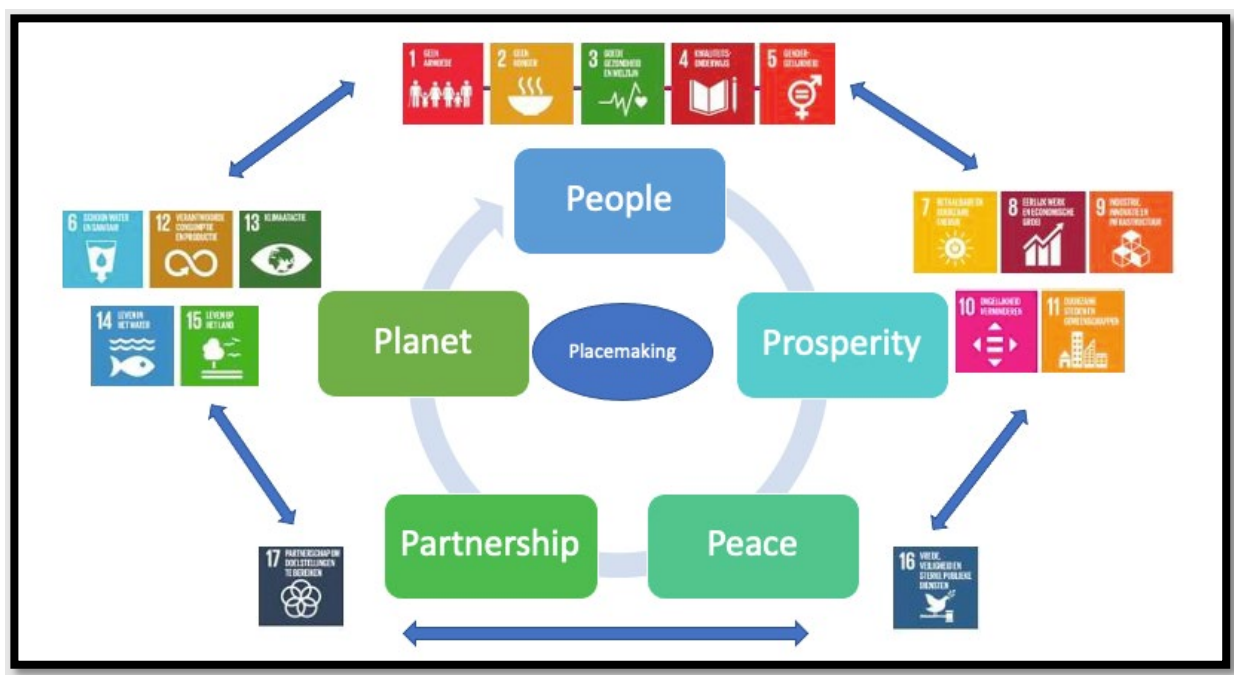 1 GEEN
ARMOEDE
2 GEEN
HONGER
3 GOEDE
GEZONDHEID
EN WELZIJN
4 KWALITEITS-
ONDERWIJS
5 GENDER-
GELIJKHEID
People
6 SCHOON WATER
EN SANITAIR
12 VERANTWOORDE
CONSUMPTIE
EN PRODUCTIE
13 KLIMAATACTIE
7 BETAALBARE EN
DUURZAME
ENERGIE
8 EERLIJK WERK
EN ECONOMISCHE
GROEI
9 INDUSTRIE,
INNOVATIE EN
INFRASTRUCTUUR
14 LEVEN IN
HET WATER
15 LEVEN OP
HET LAND
Planet
Placemaking
Prosperity
10 ONGELIJKHEID
VERMINDEREN
11 DUURZAME
STEDEN EN
GEMEENSCHAPPEN
Partnership
Peace
17 PARTNERSCHAP OM
DOELSTELLINGEN
TE BEREIKEN
16 VREDE,
VEILIGHEID EN
STERKE PUBLIEKE
DIENSTEN